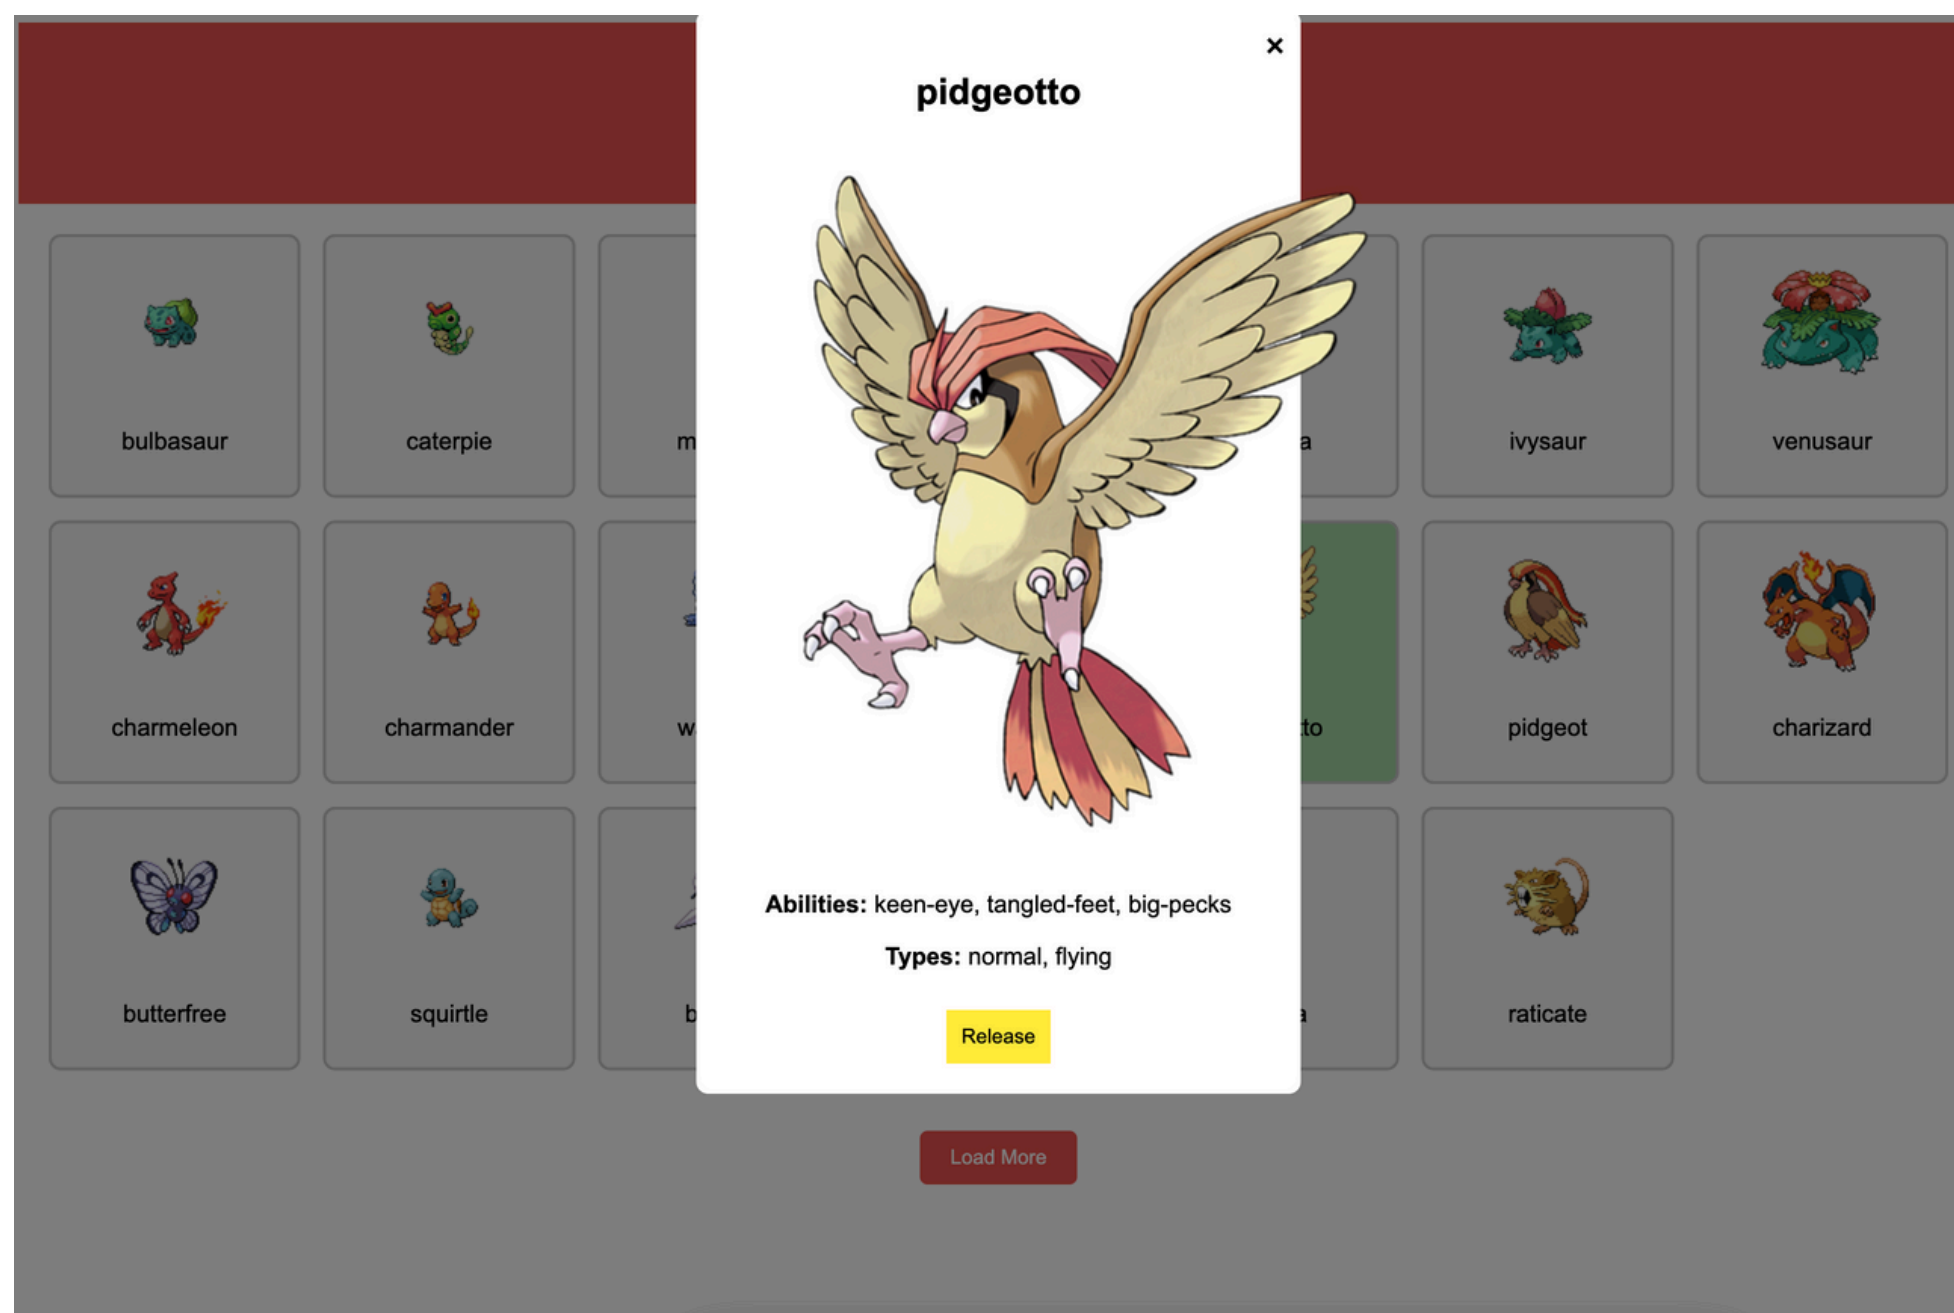 ×
pidgeotto
bulbasaur
caterpie
ivysaur
venusaur
charmeleon
charmander
pidgeot
charizard
Abilities: keen-eye, tangled-feet, big-pecks
Types: normal, flying
butterfree
squirtle
raticate
Release
Load More